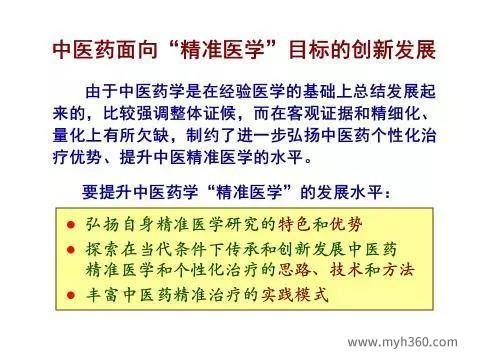 中医药面向“精准医学”目标的创新发展
由于中医药学是在经验医学的基础上总结发展起
来的，比较强调整体证候，而在客观证据和精细化、
量化上有所欠缺，制约了进一步弘扬中医药个性化治
疗优势、提升中医精准医学的水平。
要提升中医药学“精准医学”的发展水平：
● 弘扬自身精准医学研究的特色和优势
● 探索在当代条件下传承和创新发展中医药
精准医学和个性化治疗的思路、技术和方法
● 丰富中医药精准治疗的实践模式
www.myh360.com